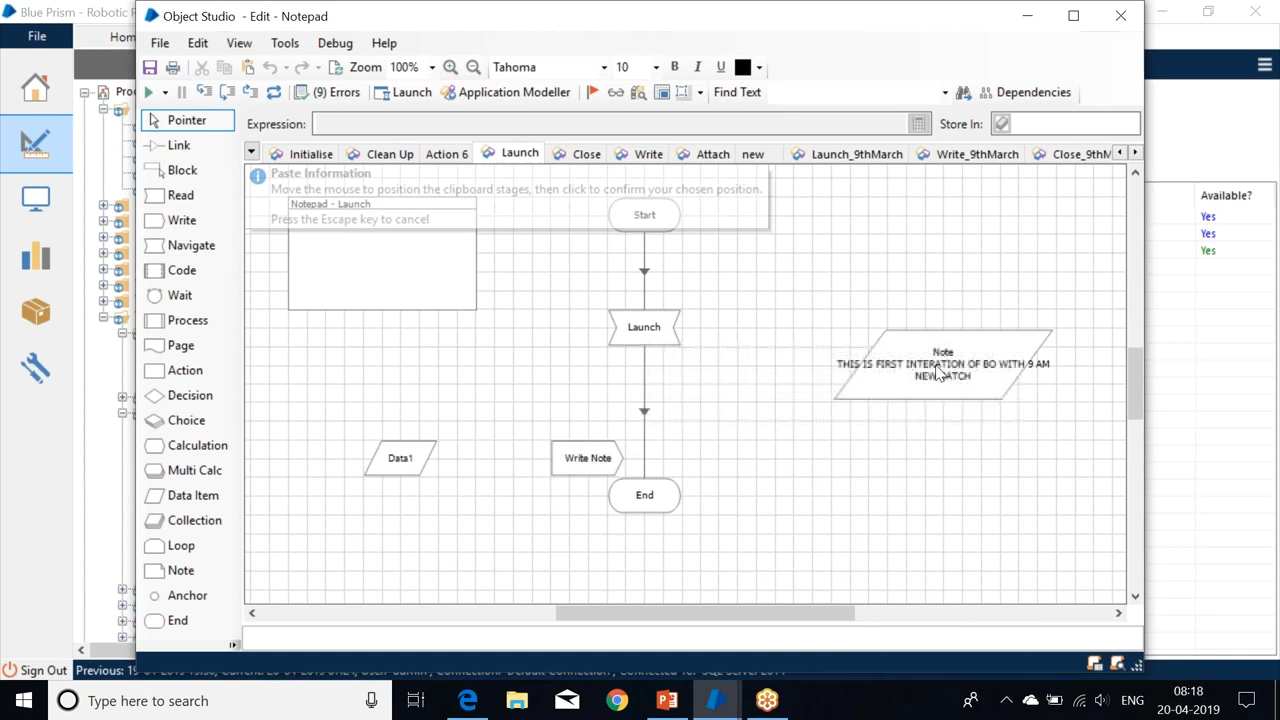 Blue Prism - Robotic P
Object Studio - Edit - Notepad
File
Hom
File Edit View Tools Debug Help
Zoom 100% Tahoma 10 B I U
(9) Errors Launch Application Modeller Find Text Dependencies
Pointer
Expression: Store In:
Link
Initialise Clean Up Action 6 Launch Close Write Attach new Launch_9thMarch Write_9thMarch Close_9thM
Block
Paste Information
Move the mouse to position the clipboard stages, then click to confirm your chosen position.
Press the Escape key to cancel
Notepad - Launch
Read
Write
Navigate
Code
Wait
Process
Page
Action
Decision
Choice
Calculation
Multi Calc
Data Item
Collection
Loop
Note
Anchor
End
Start
Launch
Note
THIS IS FIRST INTERATION OF BO WITH 9 AM
Data1
Write Note
End
Proc
Available?
Yes
Yes
Yes
Sign Out
Type here to search
ENG
08:18
20-04-2019